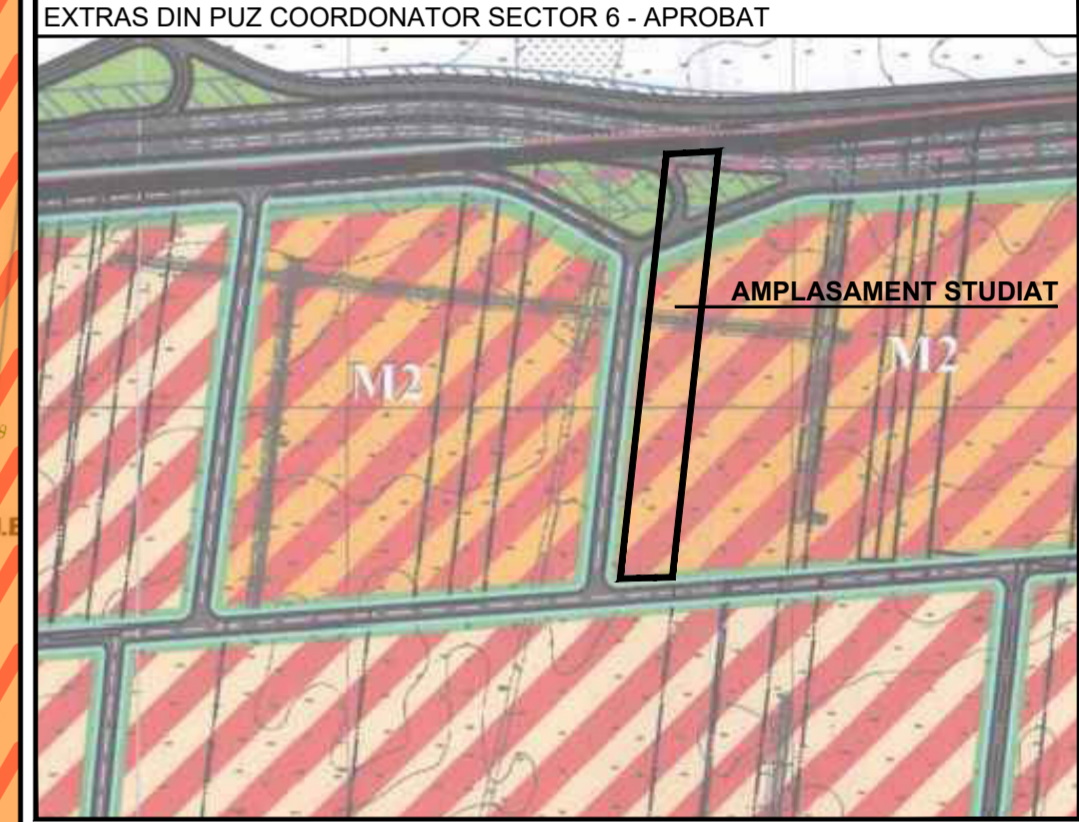 EXTRAS DIN PUZ COORDONATOR SECTOR 6 - APROBAT
AMPLASAMENT STUDIAT
M2
M2